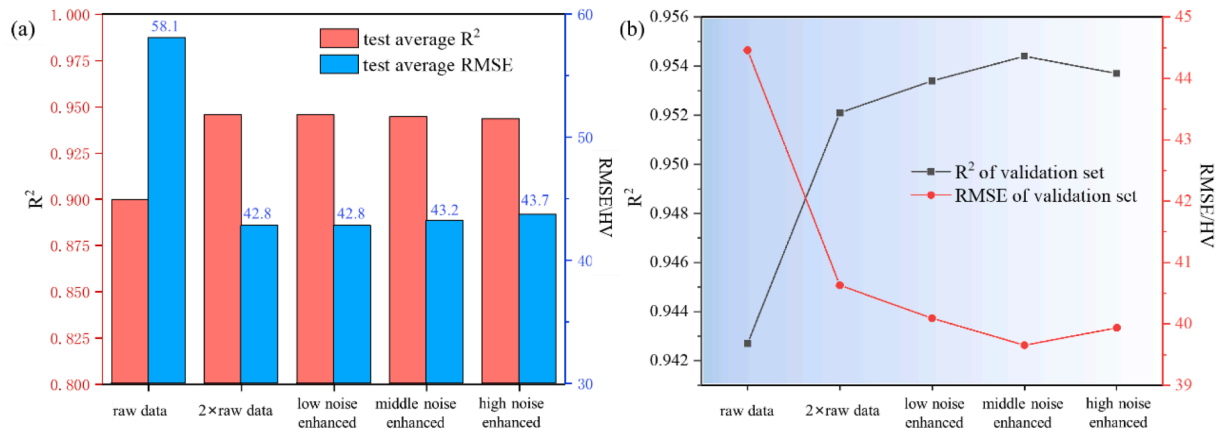 (a)
1. 000
0. 975
0. 950
0. 925
0. 900
0. 875
0. 850
0. 825
0. 800
R²
60
50
40
30
RMSE\HV
test average R²
test average RMSE
58.1
42.8
42.8
43.2
43.7
raw data
2×raw data
low noise
enhanced
middle noise
enhanced
high noise
enhanced
(b)
0.956
0.954
0.952
0.950
0.948
0.946
0.944
0.942
R²
45
44
43
42
41
40
39
RMSE/HV
R² of validation set
RMSE of validation set
raw data
2×raw data
low noise
enhanced
middle noise
enhanced
high noise
enhanced